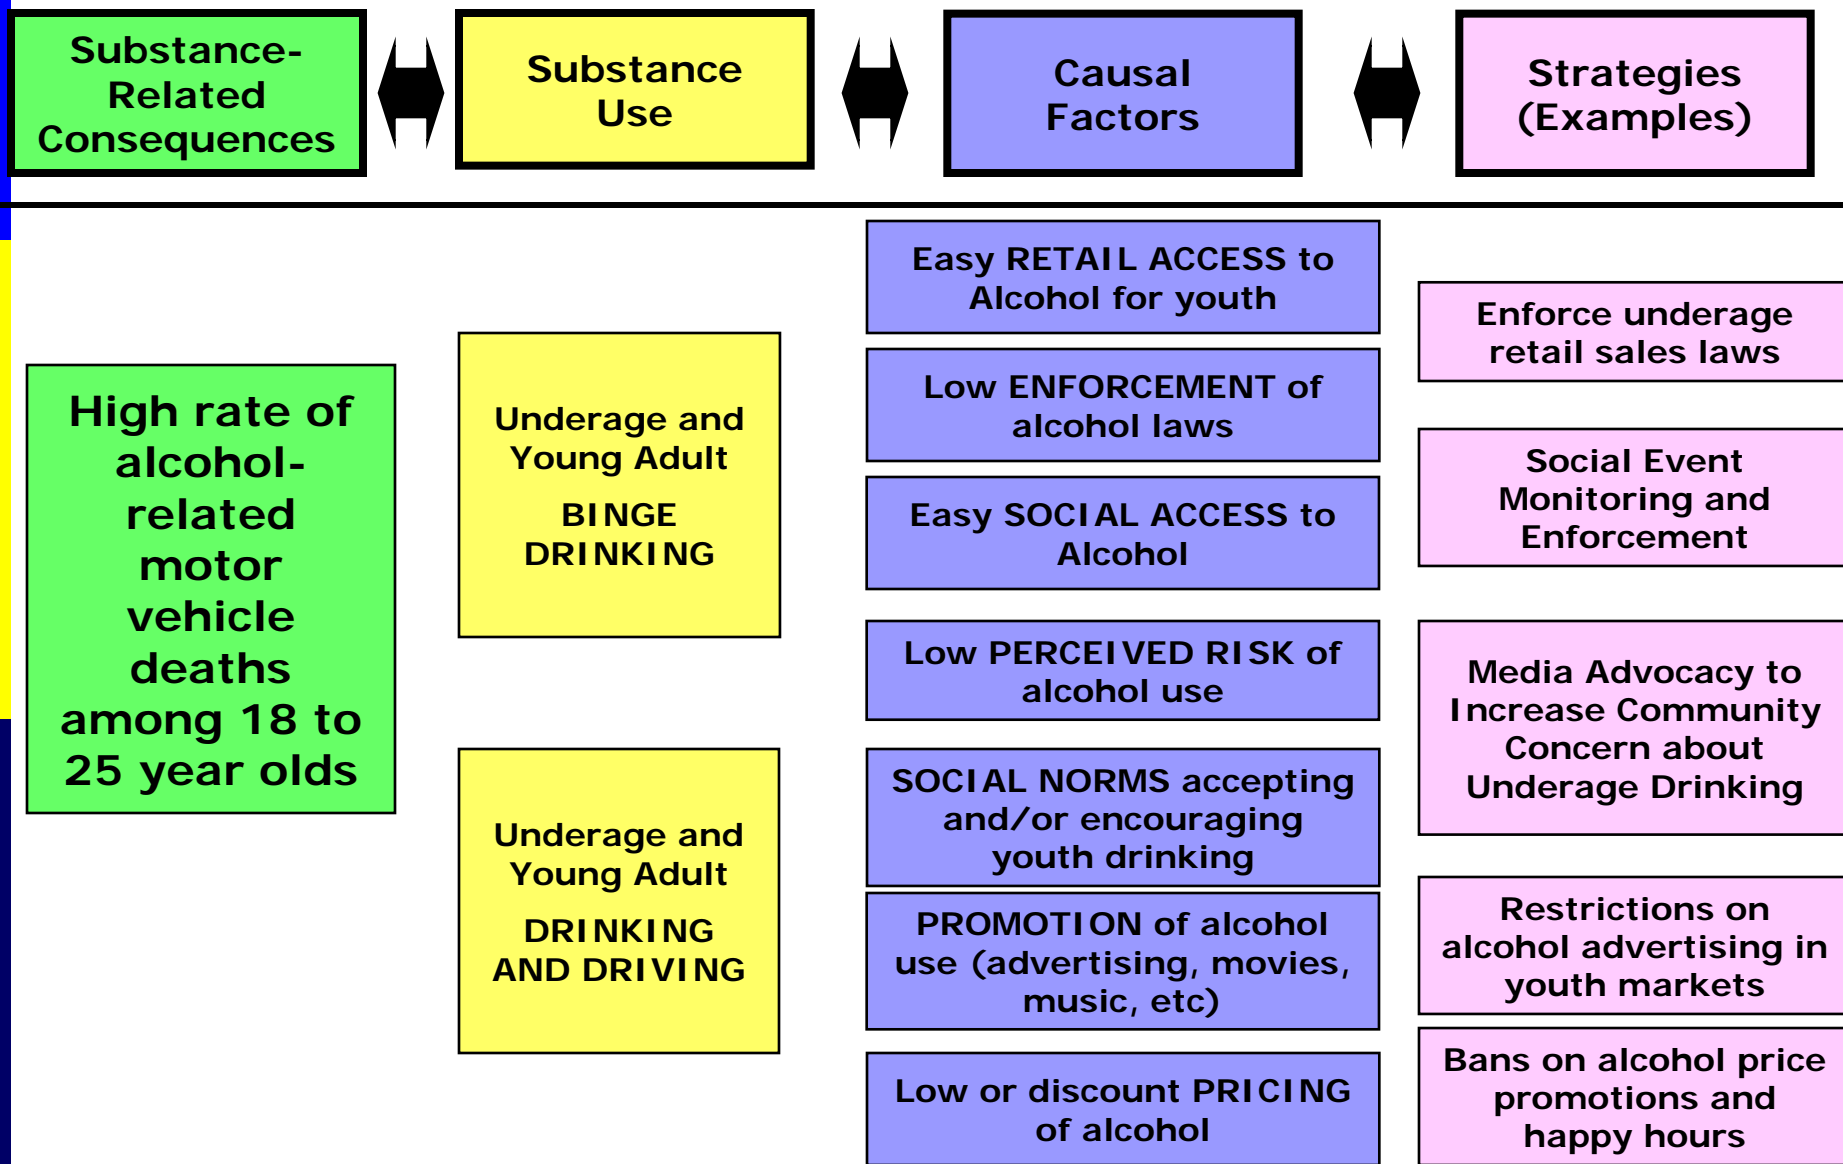 Substance-
Related
Consequences
Substance
Use
Causal
Factors
Strategies
(Examples)
High rate of
alcohol-
related
motor
vehicle
deaths
among 18 to
25 year olds
Underage and
Young Adult
BINGE
DRINKING
Underage and
Young Adult
DRINKING
AND DRIVING
Easy RETAIL ACCESS to
Alcohol for youth
Low ENFORCEMENT of
alcohol laws
Easy SOCIAL ACCESS to
Alcohol
Low PERCEIVED RISK of
alcohol use
SOCIAL NORMS accepting
and/or encouraging
youth drinking
PROMOTION of alcohol
use (advertising, movies,
music, etc)
Low or discount PRICING
of alcohol
Enforce underage
retail sales laws
Social Event
Monitoring and
Enforcement
Media Advocacy to
Increase Community
Concern about
Underage Drinking
Restrictions on
alcohol advertising in
youth markets
Bans on alcohol price
promotions and
happy hours